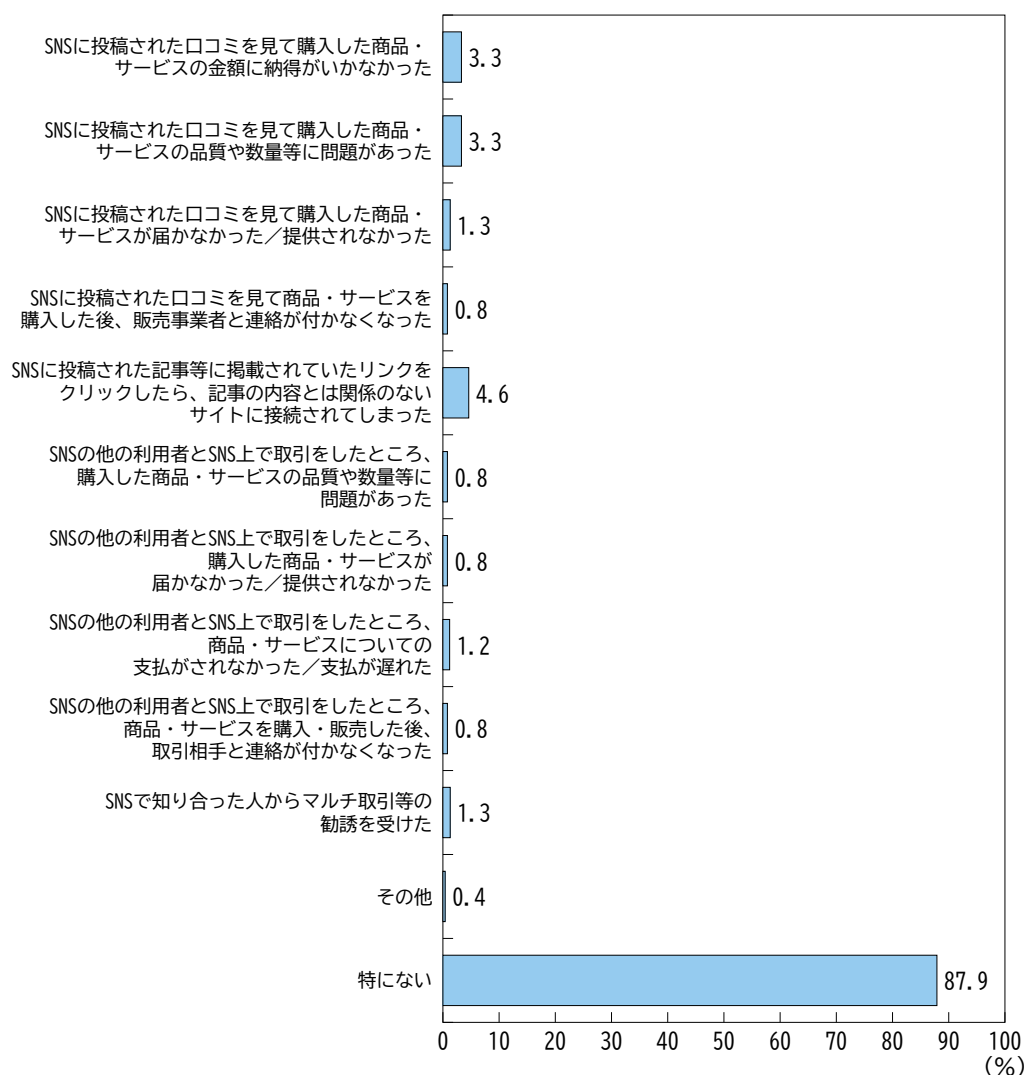 SNSに投稿された口コミを見て購入した商品・
サービスの金額に納得がいかなかった
3.3
SNSに投稿された口コミを見て購入した商品・
サービスの品質や数量等に問題があった
3.3
SNSに投稿された口コミを見て購入した商品・
サービスが届かなかった／提供されなかった
1.3
SNSに投稿された口コミを見て商品・サービスを
購入した後、販売事業者と連絡が付かなくなった
0.8
SNSに投稿された記事等に掲載されていたリンクを
クリックしたら、記事の内容とは関係のない
サイトに接続されてしまった
4.6
SNSの他の利用者とSNS上で取引をしたところ、
購入した商品・サービスの品質や数量等に
問題があった
0.8
SNSの他の利用者とSNS上で取引をしたところ、
購入した商品・サービスが
届かなかった／提供されなかった
0.8
SNSの他の利用者とSNS上で取引をしたところ、
商品・サービスについての
支払がされなかった／支払が遅れた
1.2
SNSの他の利用者とSNS上で取引をしたところ、
商品・サービスを購入・販売した後、
取引相手と連絡が付かなくなった
0.8
SNSで知り合った人からマルチ取引等の
勧誘を受けた
1.3
その他
0.4
特にない
87.9
0 10 20 30 40 50 60 70 80 90 100
(%)